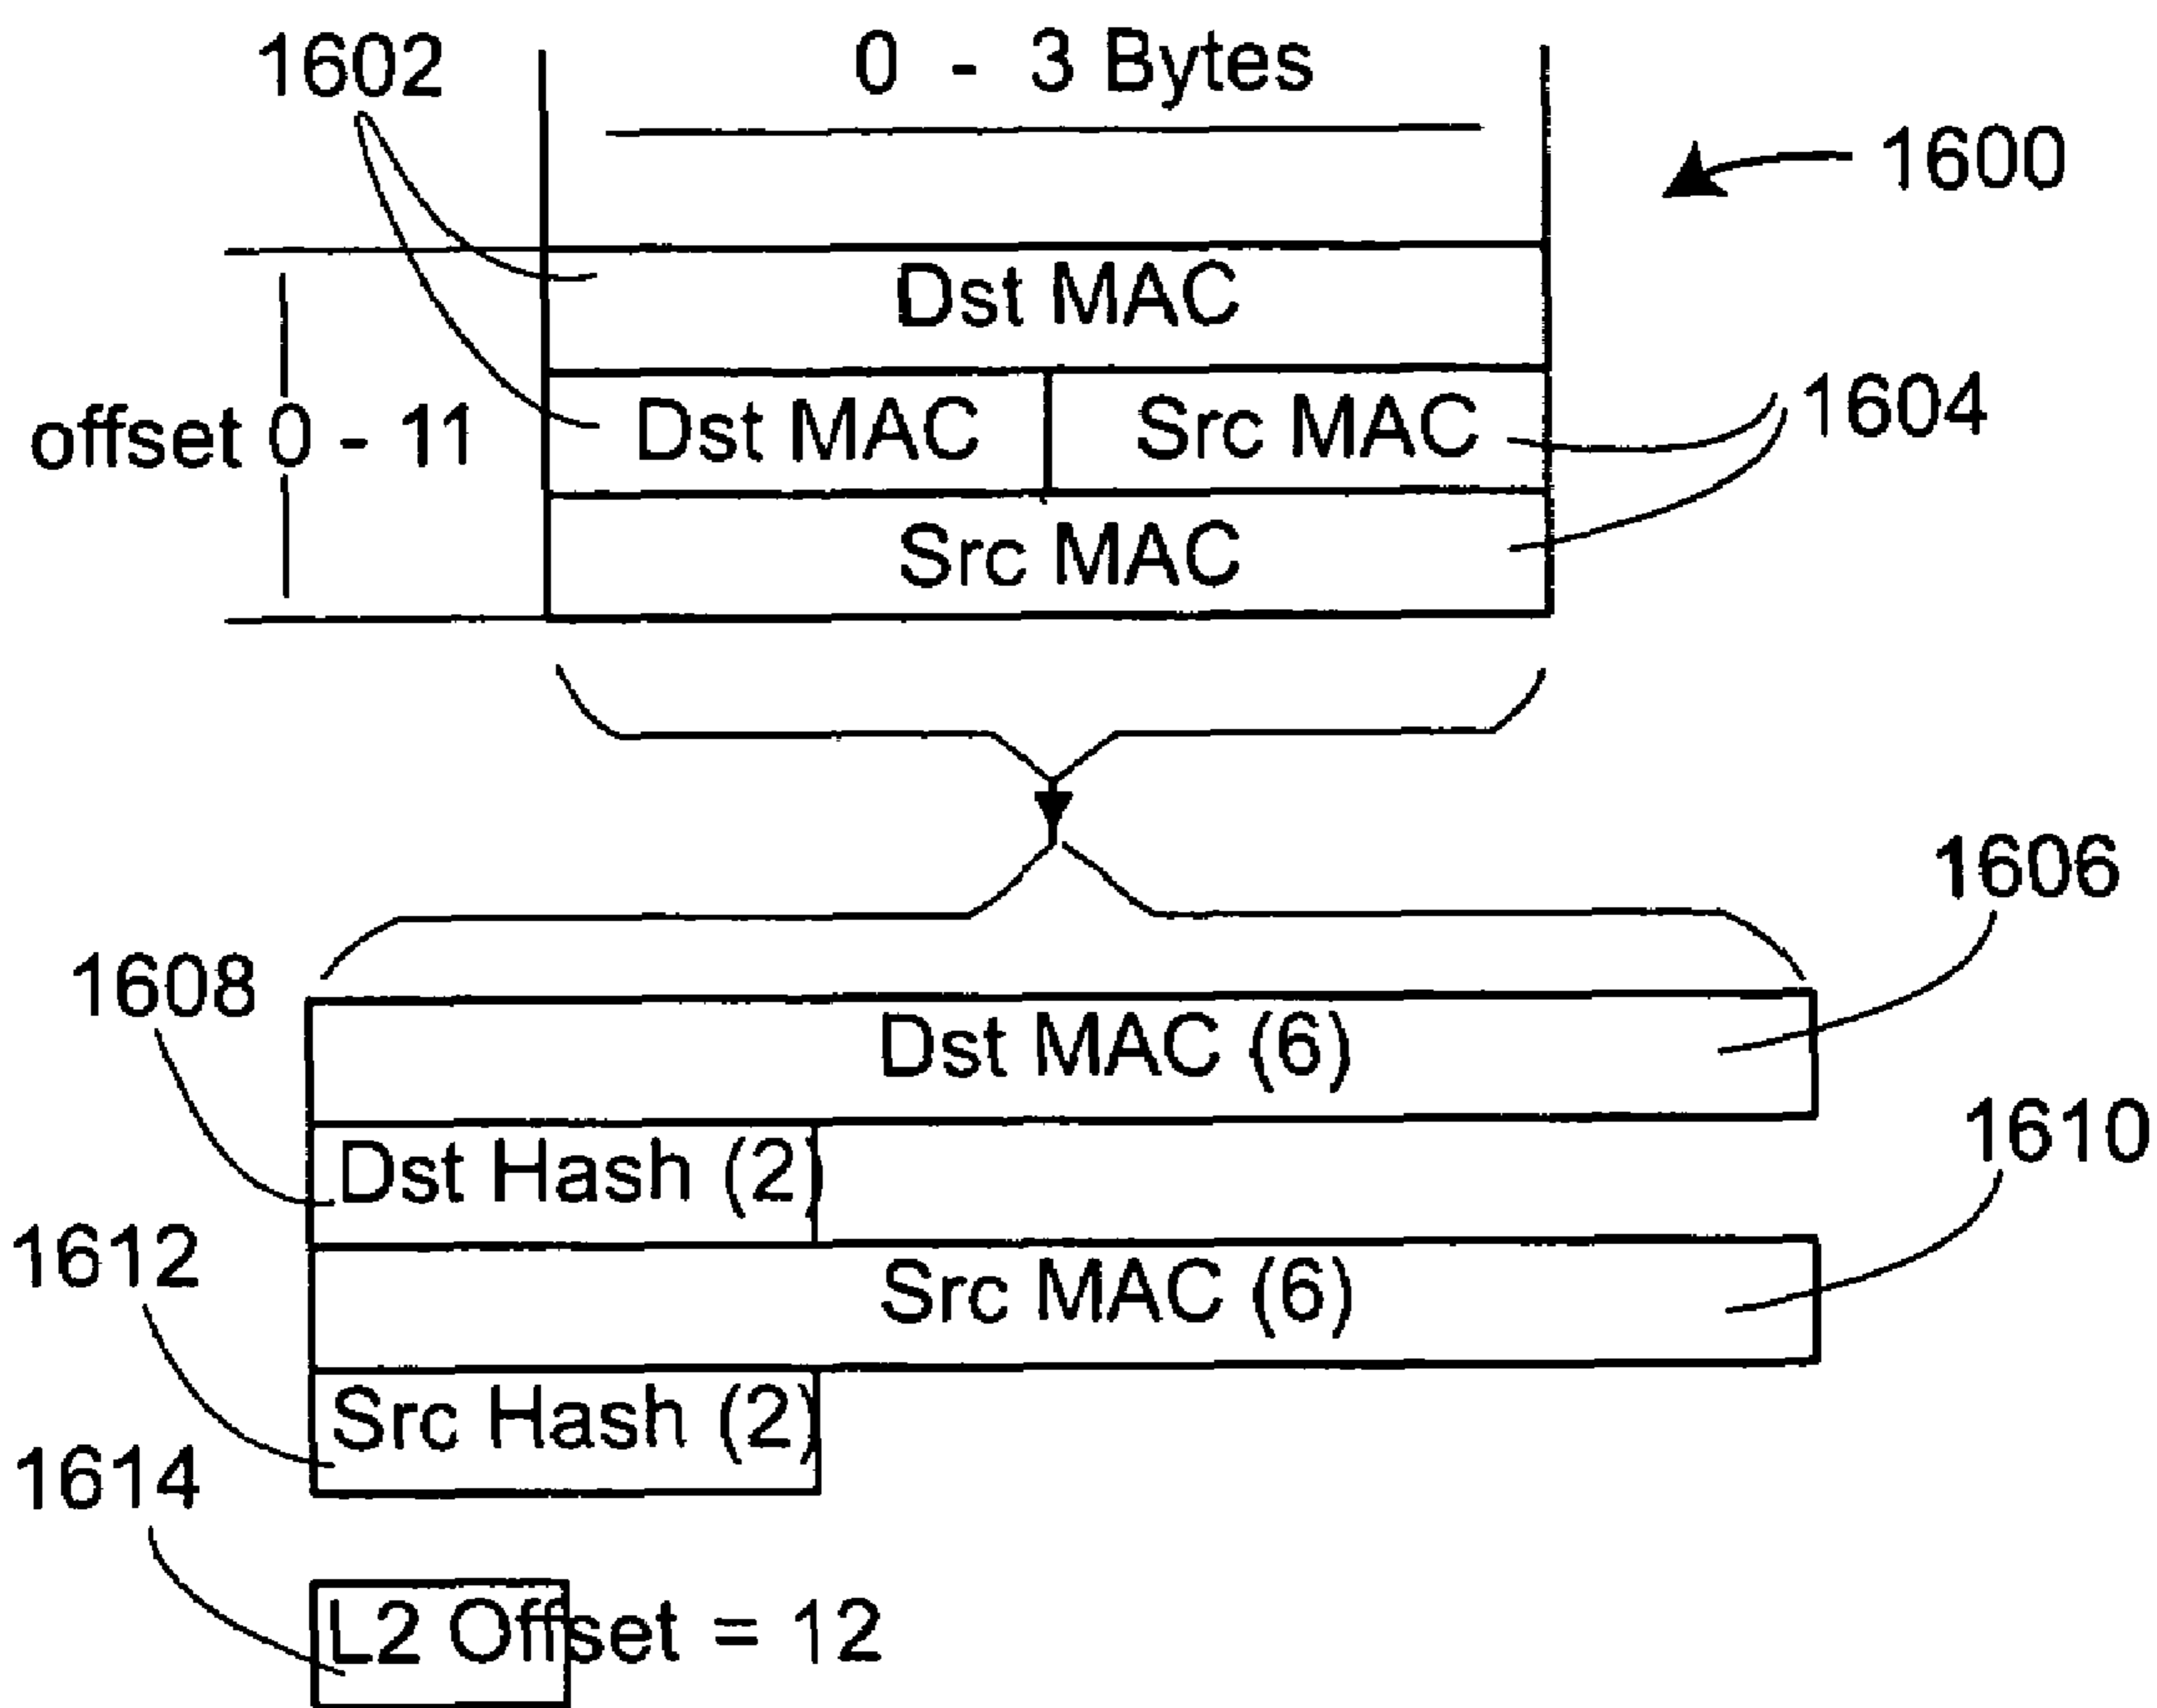 1602
0 - 3 Bytes
1600
Dst MAC
offset 0 - 11
Dst MAC
Src MAC
1604
Src MAC
1606
1608
Dst MAC (6)
1610
Dst Hash (2)
1612
Src MAC (6)
Src Hash (2)
1614
L2 Offset = 12